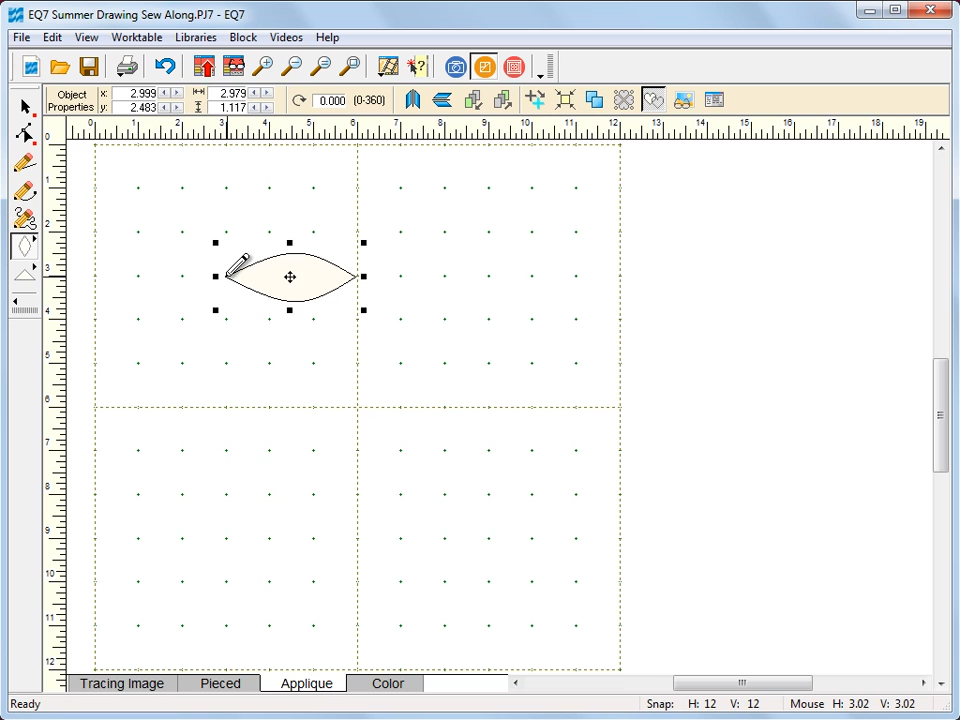 EQ7 Summer Drawing Sew Along.PJ7 - EQ7
File Edit View Worktable Libraries Block Videos Help
Object Properties x: 2.999 2.979 0.000 (0-360)
y: 2.483 1.117
0 1 2 3 4 5 6 7 8 9 10 11 12 13 14 15 16 17 18 19
0
1
2
3
4
5
6
7
8
9
10
11
12
Tracing Image Pieced Applique Color
Ready Snap: H: 12 V: 12 Mouse H: 3.02 V: 3.02